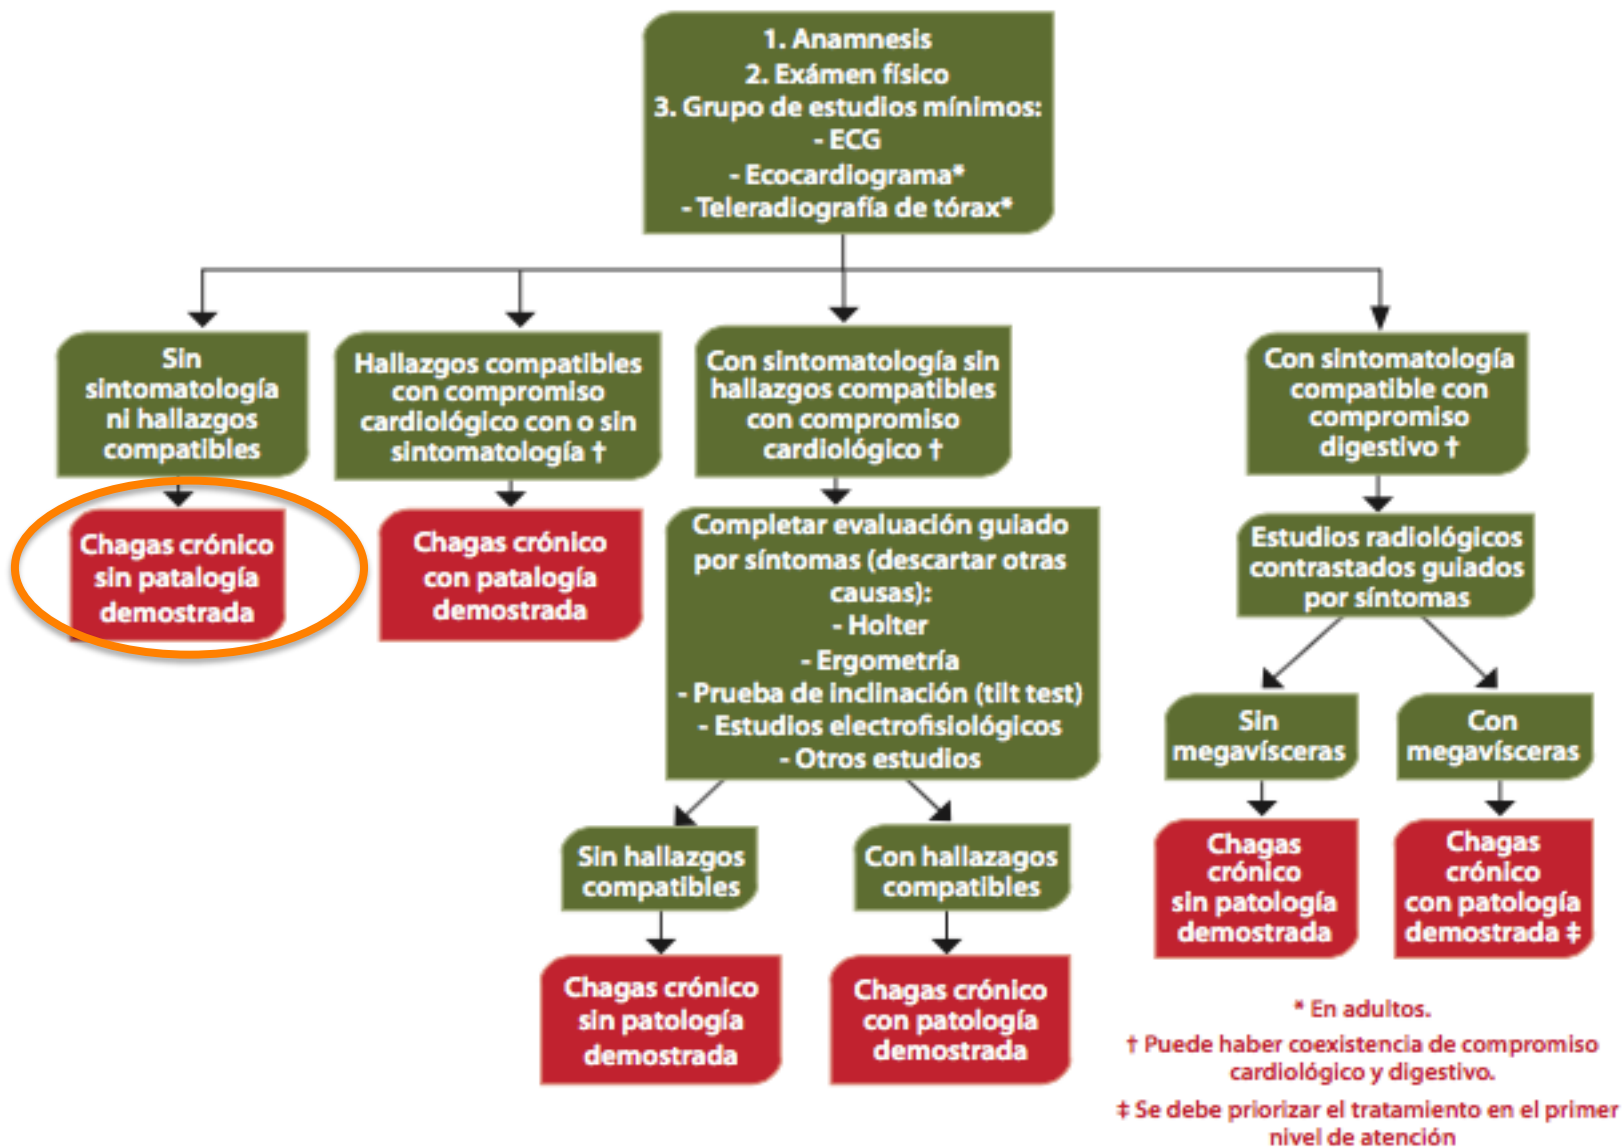 1. Anamnesis
2. Exámen físico
3. Grupo de estudios mínimos:
- ECG
- Ecocardiograma*
- Teleradiografía de tórax*
Sin
sintomatología
ni hallazgos
compatibles
Hallazgos compatibles
con compromiso
cardiológico con o sin
sintomatología †
Con sintomatología sin
hallazgos compatibles
con compromiso
cardiológico †
Con sintomatología
compatible con
compromiso
digestivo †
Chagas crónico
sin patalogía
demostrada
Chagas crónico
con patalogía
demostrada
Completar evaluación guiado
por síntomas (descartar otras
causas):
- Holter
- Ergometría
- Prueba de inclinación (tilt test)
- Estudios electrofisiológicos
- Otros estudios
Estudios radiológicos
contrastados guiados
por síntomas
Sin
megavísceras
Con
megavísceras
Sin hallazgos
compatibles
Con hallazagos
compatibles
Chagas
crónico
sin patología
demostrada
Chagas
crónico
con patología
demostrada ‡
Chagas crónico
sin patología
demostrada
Chagas crónico
con patología
demostrada
* En adultos.
† Puede haber coexistencia de compromiso
cardiológico y digestivo.
‡ Se debe priorizar el tratamiento en el primer
nivel de atención